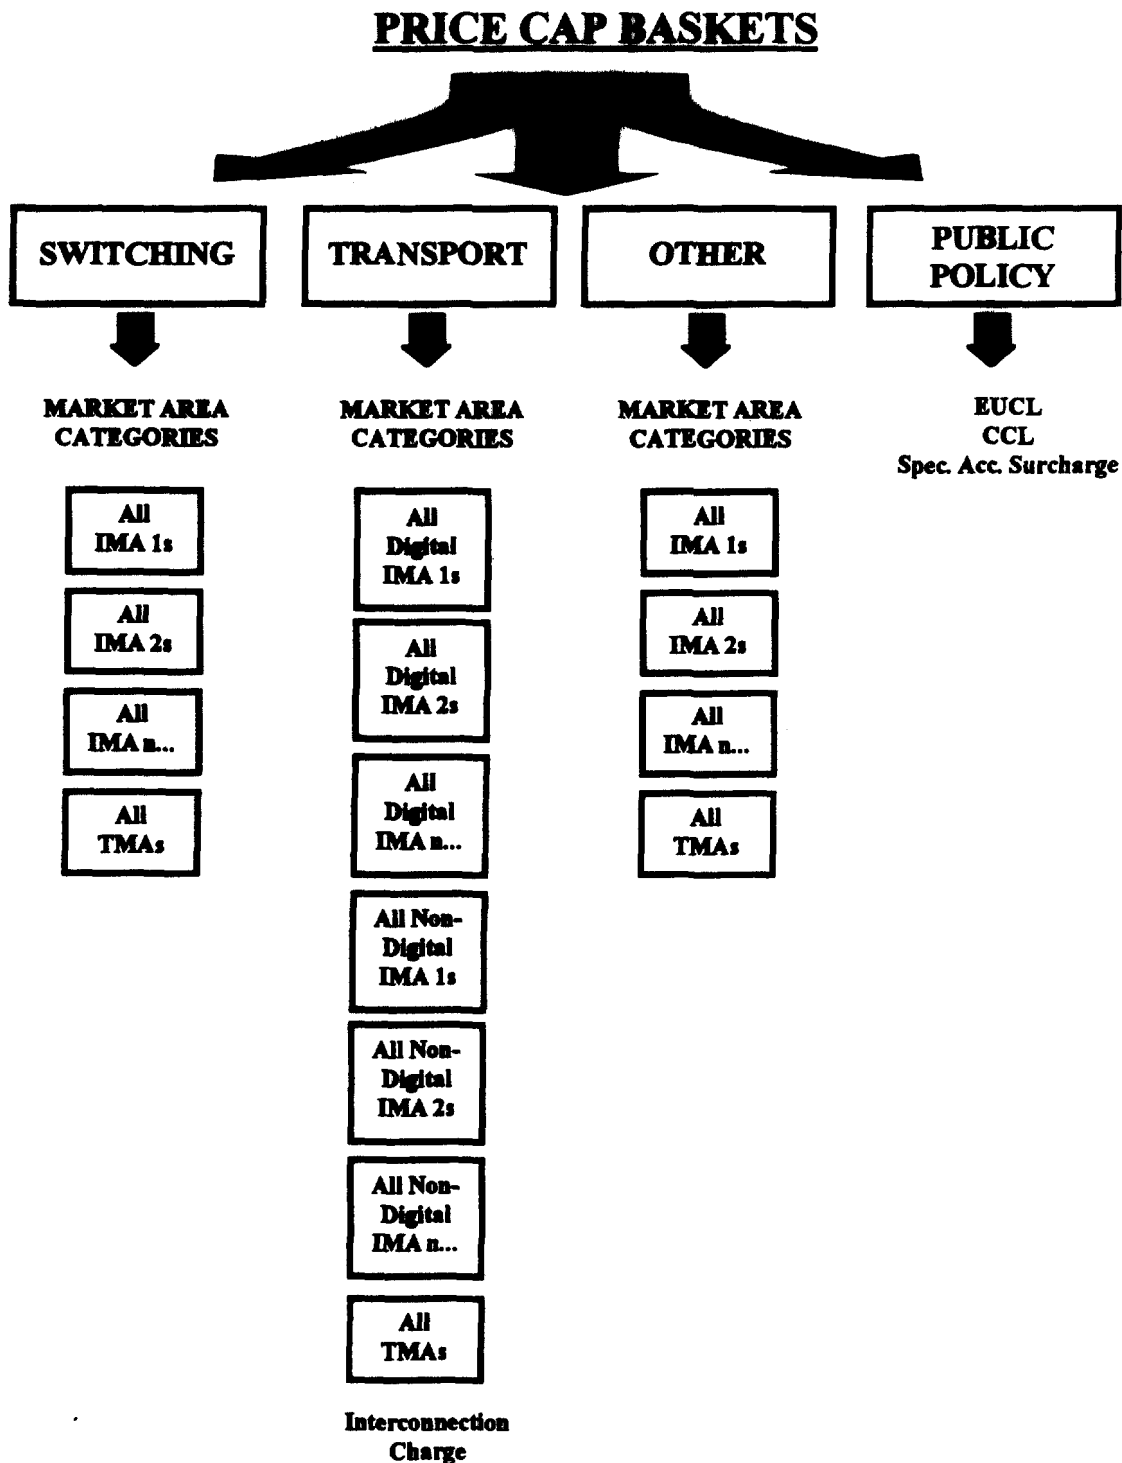 PRICE CAP BASKETS
SWITCHING
TRANSPORT
OTHER
PUBLIC
POLICY
MARKET AREA
CATEGORIES
All
IMA 1s
All
IMA 2s
All
IMA n...
All
TMAs
MARKET AREA
CATEGORIES
All
Digital
IMA 1s
All
Digital
IMA 2s
All
Digital
IMA n...
All Non-
Digital
IMA 1s
All Non-
Digital
IMA 2s
All Non-
Digital
IMA n...
All
TMAs
Interconnection
Charge
MARKET AREA
CATEGORIES
All
IMA 1s
All
IMA 2s
All
IMA n...
All
TMAs
EUCL
CCL
Spec. Acc. Surcharge